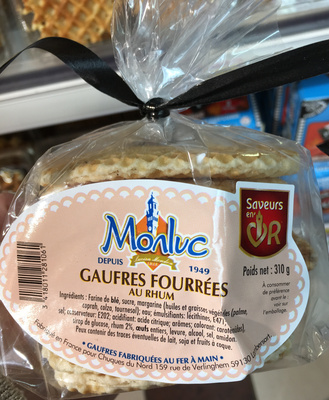 Monluc
DEPUIS 1949
GAUFRES FOURRÉES
AU RHUM
Ingrédients : Farine de blé, sucre, margarine (huiles et graisses végétales (palme,
coprah, colza, tournesol); eau; émulsifiants: lécithines, E471;
sel; conservateur: E202; acidifiant: acide citrique; arômes; colorant: caroténoïdes),
sirop de glucose, rhum 2%, œufs entiers, levure, alcool, sel, amidon.
Peut contenir des traces éventuelles de lait, soja et fruits à coque.
• GAUFRES FABRIQUÉES AU FER À MAIN •
Fabriqué en France pour Chuques du Nord 159 rue de Verlinghem 59130 Lambersart
Saveurs
en
OR
Poids net : 310 g
À consommer
de préférence
avant le :
voir sur
l'emballage.